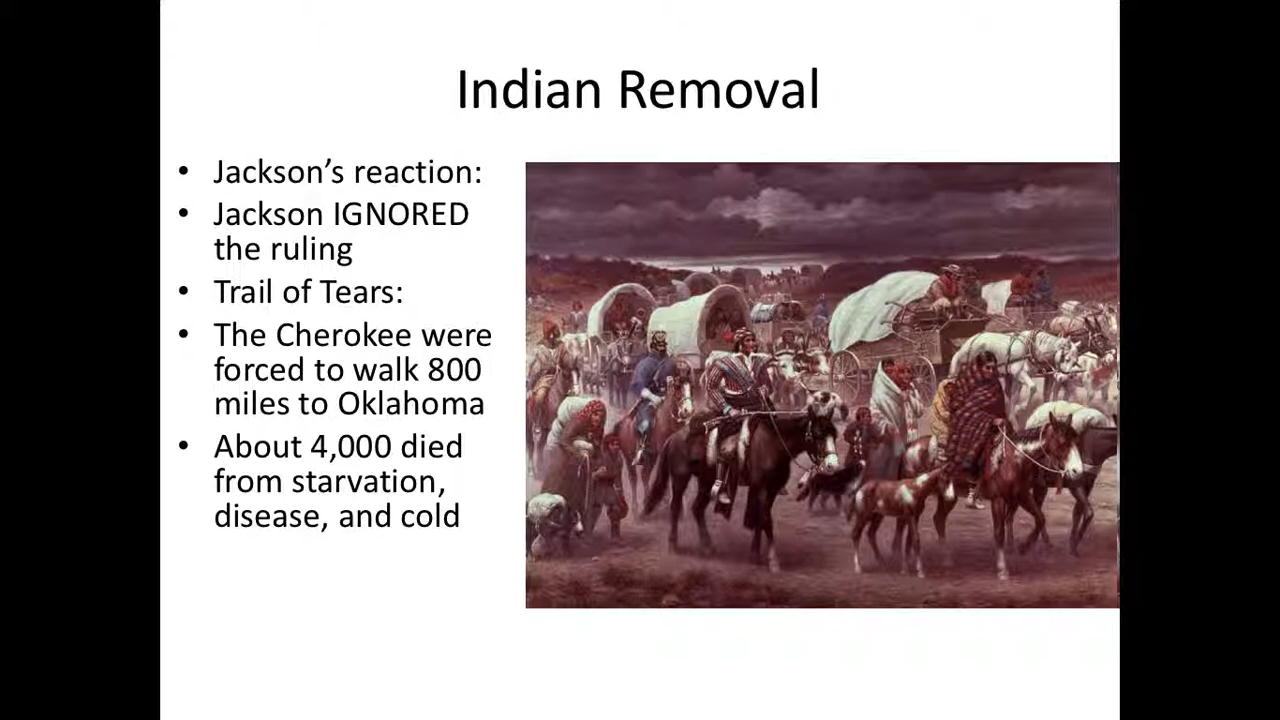 Indian Removal
• Jackson’s reaction:
• Jackson IGNORED
the ruling
• Trail of Tears:
• The Cherokee were
forced to walk 800
miles to Oklahoma
• About 4,000 died
from starvation,
disease, and cold